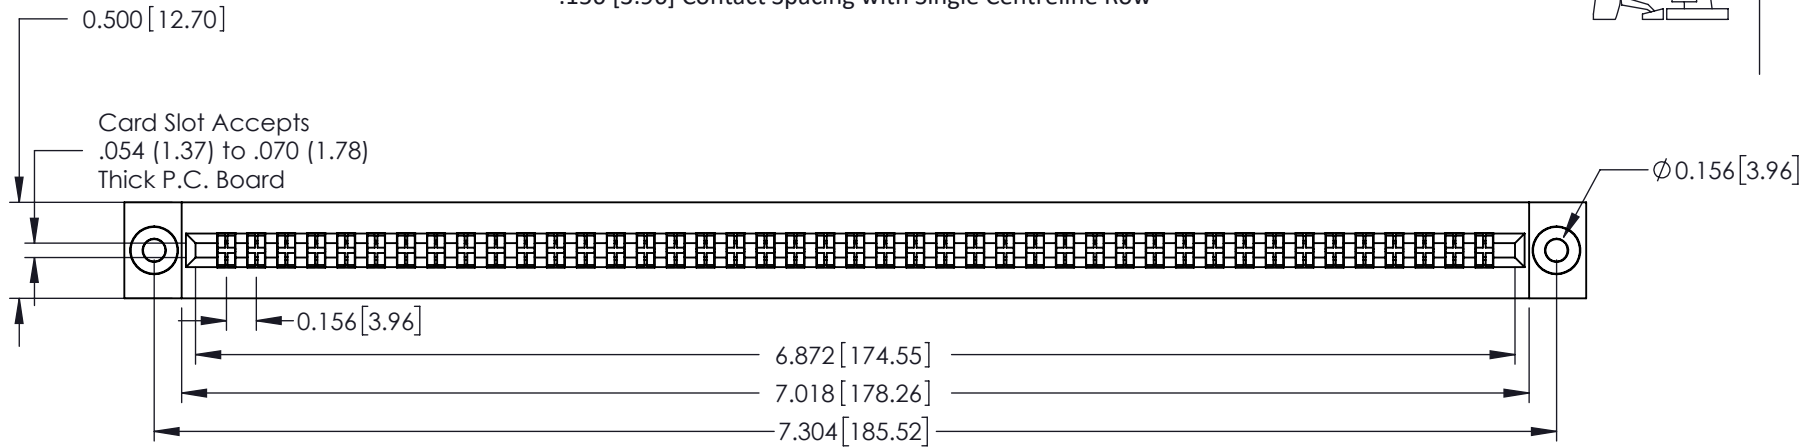 0.500 [12.70]
Card Slot Accepts
.054 (1.37) to .070 (1.78)
Thick P.C. Board
Ø0.156 [3.96]
0.156 [3.96]
6.872 [174.55]
7.018 [178.26]
7.304 [185.52]